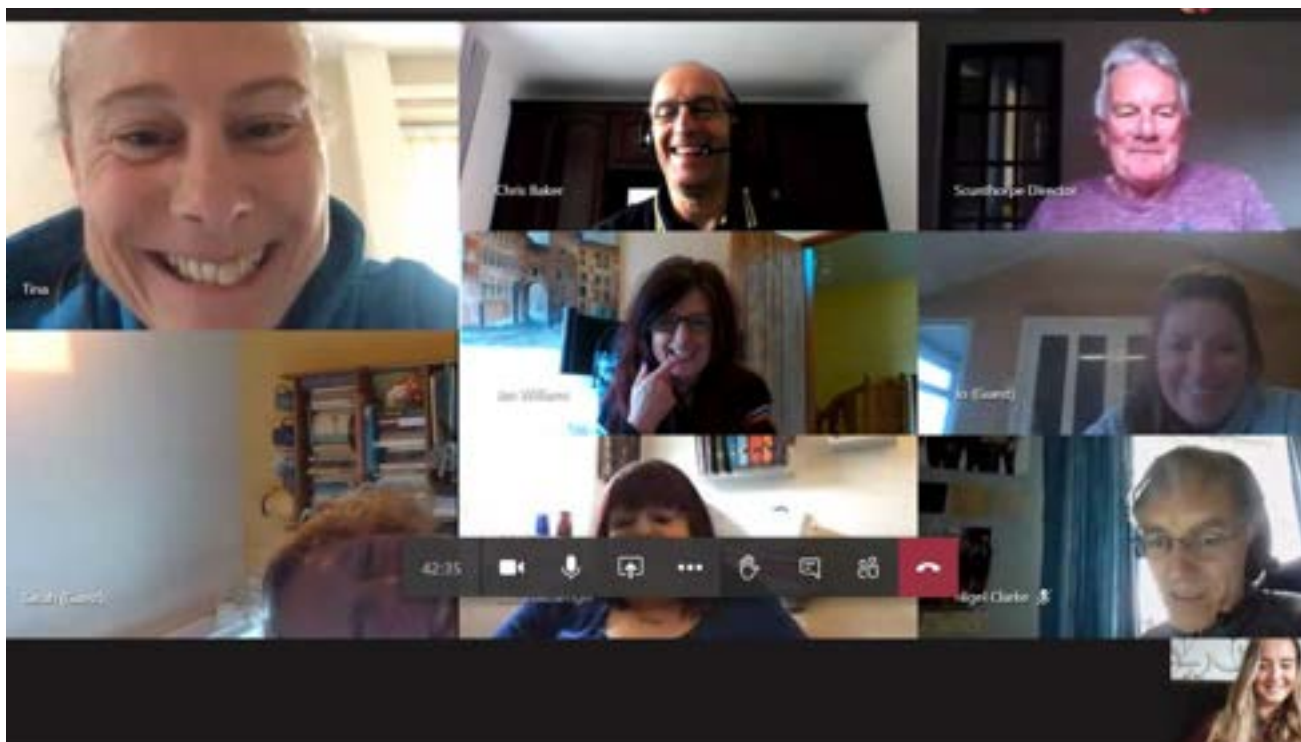 Tina
Chris Baker
Scunthorpe Director
Jan Williams
Jo (Guest)
Sarah (Guest)
42:35
Nigel Clarke